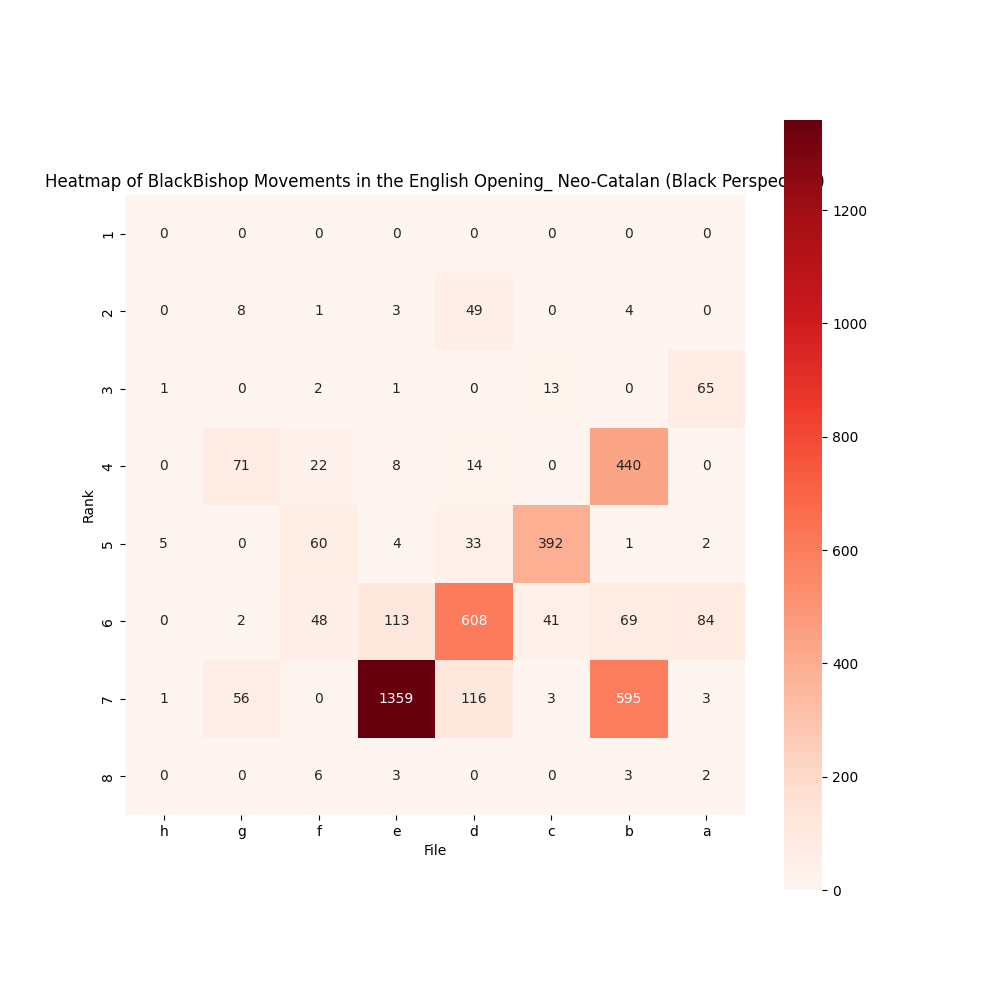 Heatmap of BlackBishop Movements in the English Opening_ Neo-Catalan (Black Perspec )
1 0 0 0 0 0 0 0 0
2 0 8 1 3 49 0 4 0
3 1 0 2 1 0 13 0 65
4 0 71 22 8 14 0 440 0
5 5 0 60 4 33 392 1 2
6 0 2 48 113 608 41 69 84
7 1 56 0 1359 116 3 595 3
8 0 0 6 3 0 0 3 2
h g f e d c b a
File
Rank
1200
1000
800
600
400
200
0